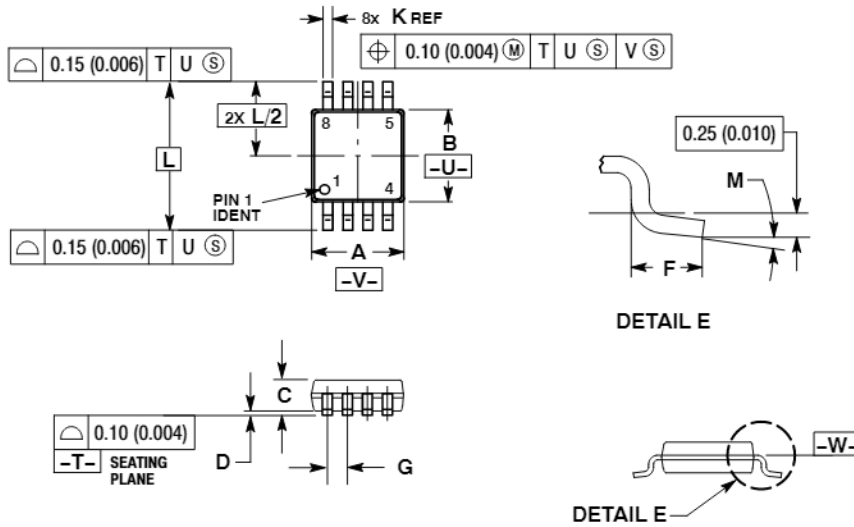 8x K REF
0.15 (0.006) T U Ⓢ
⌖ 0.10 (0.004) Ⓜ T U Ⓢ V Ⓢ
2X L/2
8 5
B
-U-
L
PIN 1
IDENT
1 4
0.15 (0.006) T U Ⓢ
A
-V-
0.25 (0.010)
M
F
DETAIL E
C
0.10 (0.004)
-T- SEATING
PLANE
D
G
-W-
DETAIL E